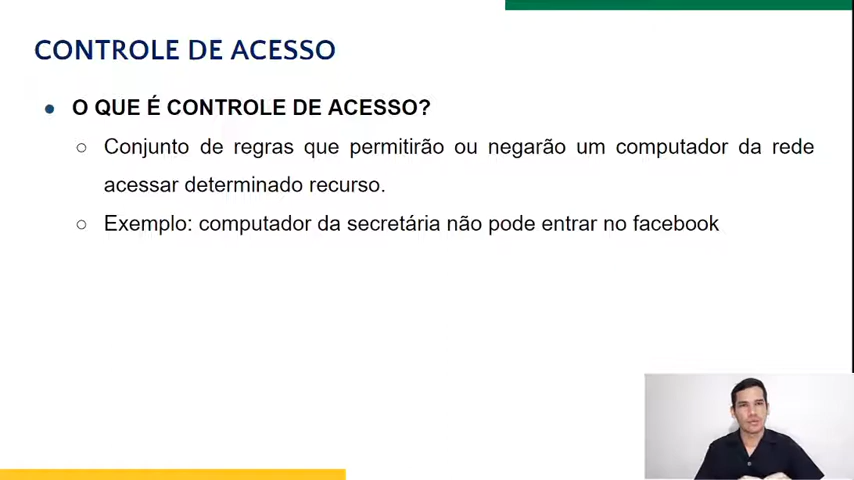 CONTROLE DE ACESSO
● O QUE É CONTROLE DE ACESSO?
○ Conjunto de regras que permitirão ou negarão um computador da rede
acessar determinado recurso.
○ Exemplo: computador da secretária não pode entrar no facebook